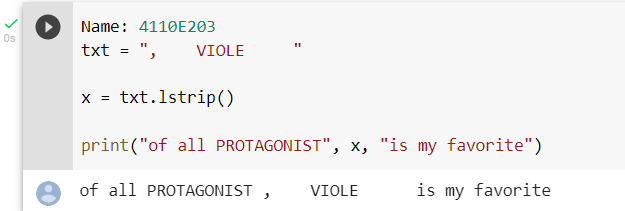 0s
Name: 4110E203
txt = ",    VIOLE     "
x = txt.lstrip()
print("of all PROTAGONIST", x, "is my favorite")
of all PROTAGONIST ,    VIOLE      is my favorite